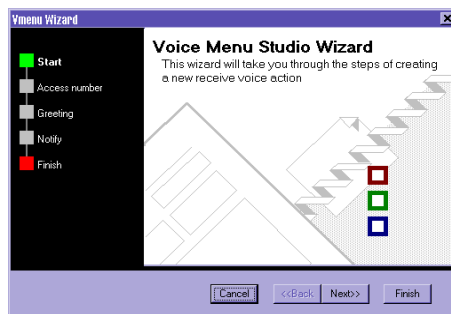 Vmenu Wizard
Start
Access number
Greeting
Notify
Finish
Voice Menu Studio Wizard
This wizard will take you through the steps of creating
a new receive voice action
Cancel
<<Back
Next>>
Finish